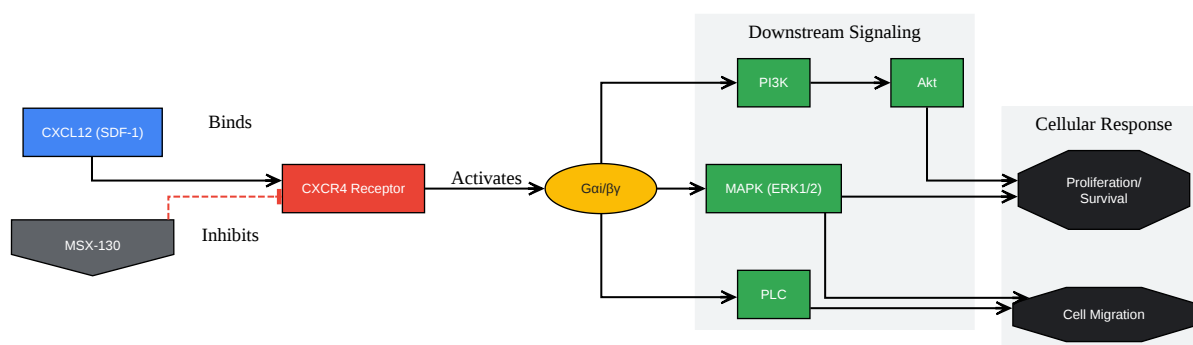 Downstream Signaling
PI3K
Akt
CXCL12 (SDF-1)
Binds
Cellular Response
CXCR4 Receptor
Activates
Gαi/βγ
MAPK (ERK1/2)
Proliferation/
Survival
MSX-130
Inhibits
PLC
Cell Migration